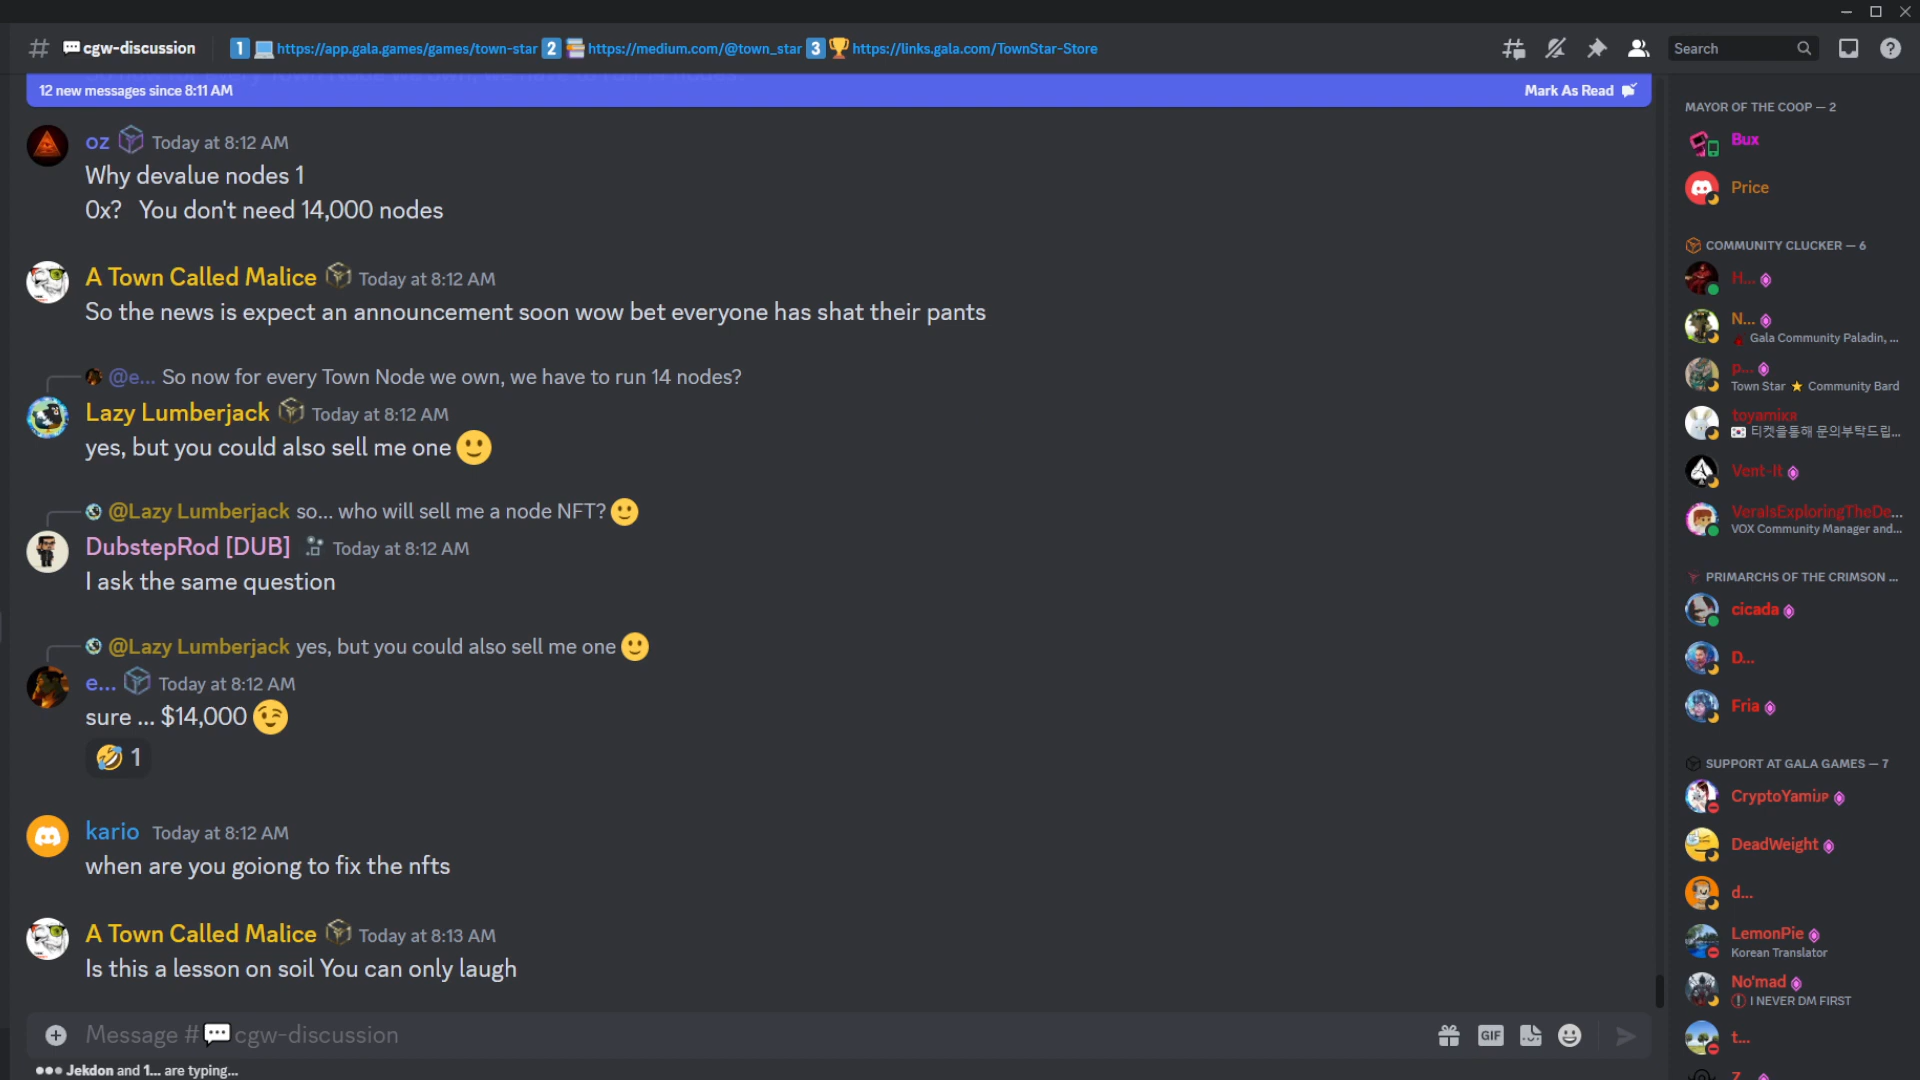 cgw-discussion
1 https://app.gala.games/games/town-star 2 https://medium.com/@town_star 3 https://links.gala.com/TownStar-Store
Search
12 new messages since 8:11 AM
Mark As Read
oz Today at 8:12 AM
Why devalue nodes 1
0x? You don't need 14,000 nodes
A Town Called Malice Today at 8:12 AM
So the news is expect an announcement soon wow bet everyone has shat their pants
@e... So now for every Town Node we own, we have to run 14 nodes?
Lazy Lumberjack Today at 8:12 AM
yes, but you could also sell me one
@Lazy Lumberjack so... who will sell me a node NFT?
DubstepRod [DUB] Today at 8:12 AM
I ask the same question
@Lazy Lumberjack yes, but you could also sell me one
e... Today at 8:12 AM
sure ... $14,000
1
kario Today at 8:12 AM
when are you goiong to fix the nfts
A Town Called Malice Today at 8:13 AM
Is this a lesson on soil You can only laugh
Message # cgw-discussion
GIF
Jekdon and 1... are typing...
MAYOR OF THE COOP — 2
Bux
Price
COMMUNITY CLUCKER — 6
H...
N...
Gala Community Paladin, ...
p...
Town Star ⭐ Community Bard
toyamixʀ
티켓을통해 문의부탁드립...
Vent-It
VeraIsExploringTheDe...
VOX Community Manager and...
PRIMARCHS OF THE CRIMSON ...
cicada
D...
Fria
SUPPORT AT GALA GAMES — 7
CryptoYamiJP
DeadWeight
d...
LemonPie
Korean Translator
No'mad
I NEVER DM FIRST
t...